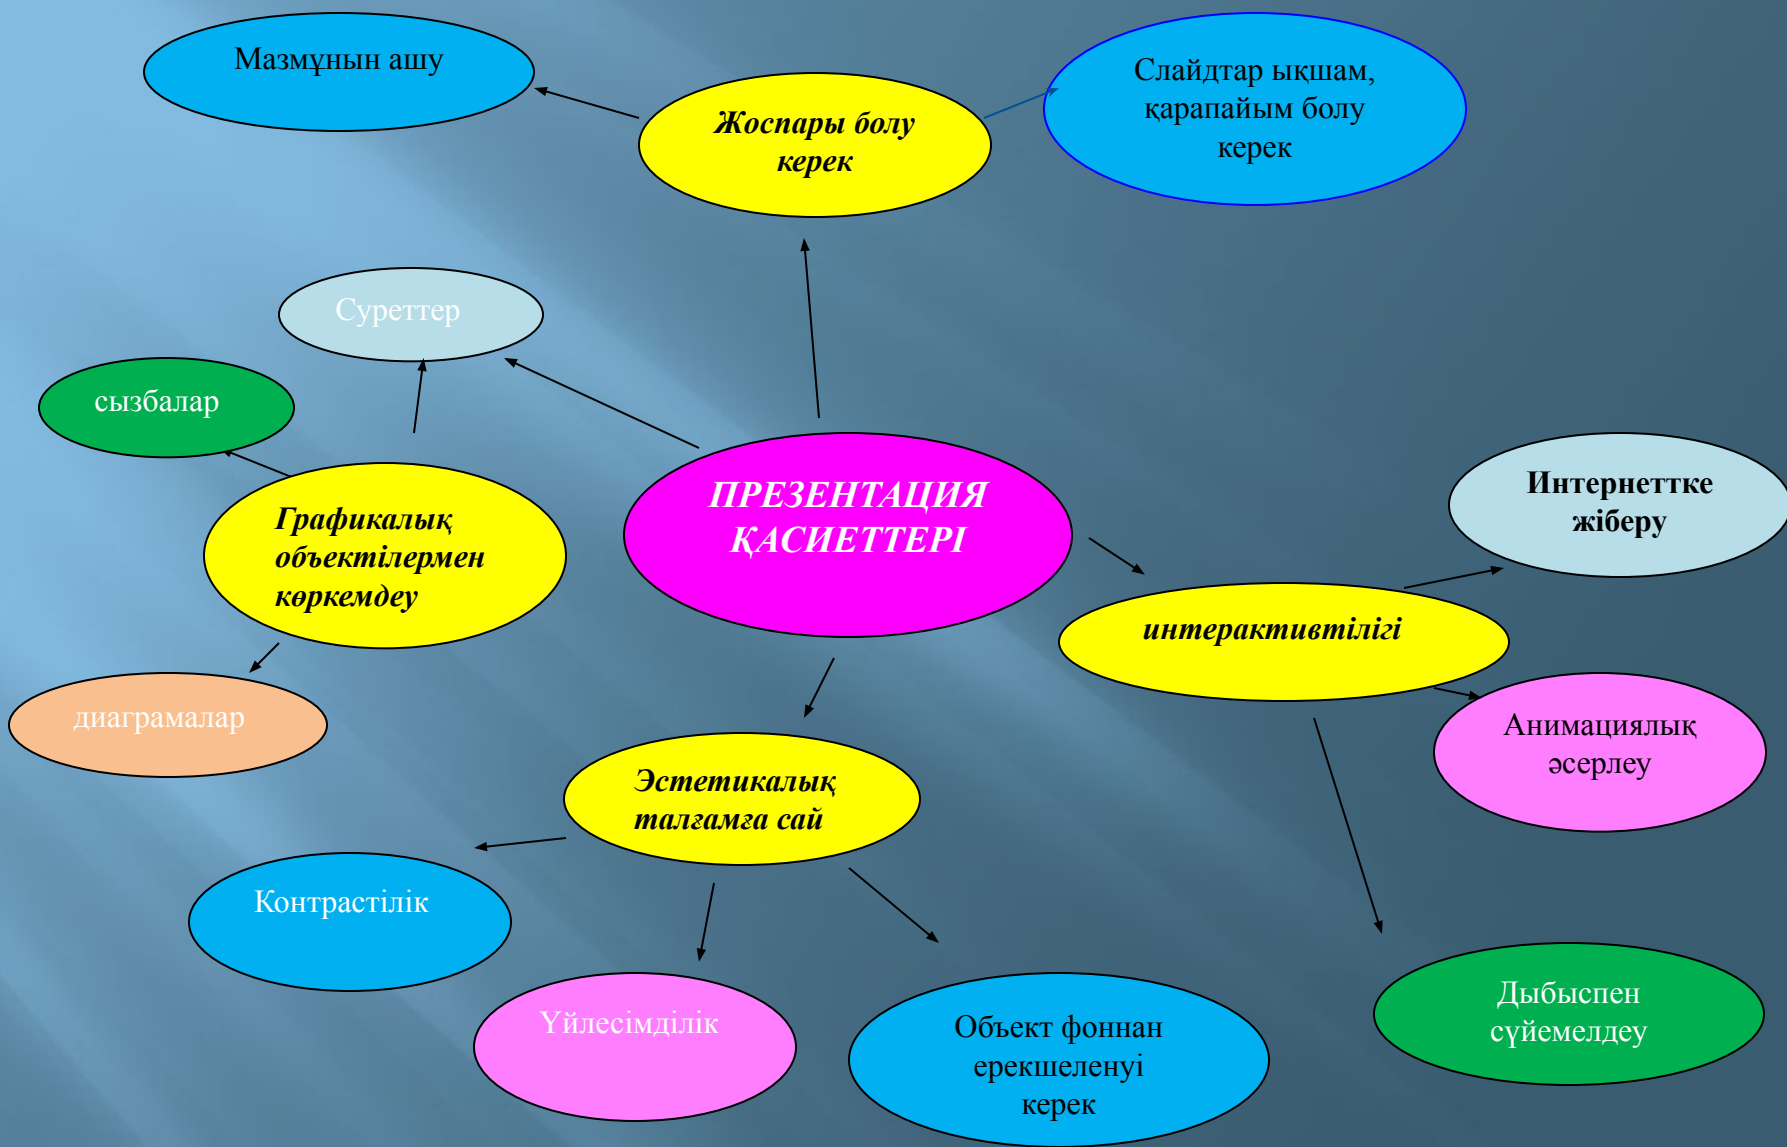 Мазмұнын ашу
Жоспары болу
керек
Слайдтар ықшам,
қарапайым болу
керек
Суреттер
сызбалар
Графикалық
объектілермен
көркемдеу
диаграмалар
ПРЕЗЕНТАЦИЯ
ҚАСИЕТТЕРІ
Интернеттке
жіберу
интерактивтілігі
Анимациялық
әсерлеу
Эстетикалық
талғамға сай
Контрастілік
Үйлесімділік
Объект фоннан
ерекшеленуі
керек
Дыбыспен
сүйемелдеу